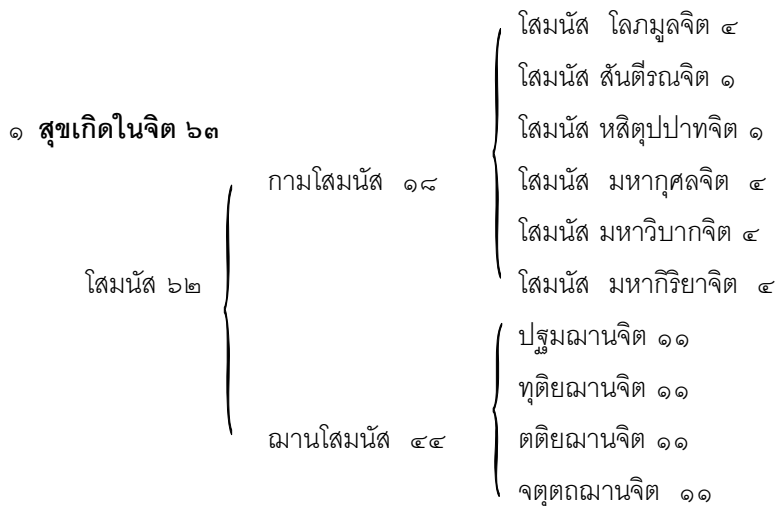 โสมนัส โลภมูลจิต ๔
โสมนัส สันตีรณจิต ๑
๑ สุขเกิดในจิต ๖๓
โสมนัส หสิตุปปาทจิต ๑
กามโสมนัส ๑๘
โสมนัส มหากุศลจิต ๔
โสมนัส มหาวิบากจิต ๔
โสมนัส ๖๒
โสมนัส มหากิริยาจิต ๔
ปฐมฌานจิต ๑๑
ทุติยฌานจิต ๑๑
ฌานโสมนัส ๔๔
ตติยฌานจิต ๑๑
จตุตถฌานจิต ๑๑